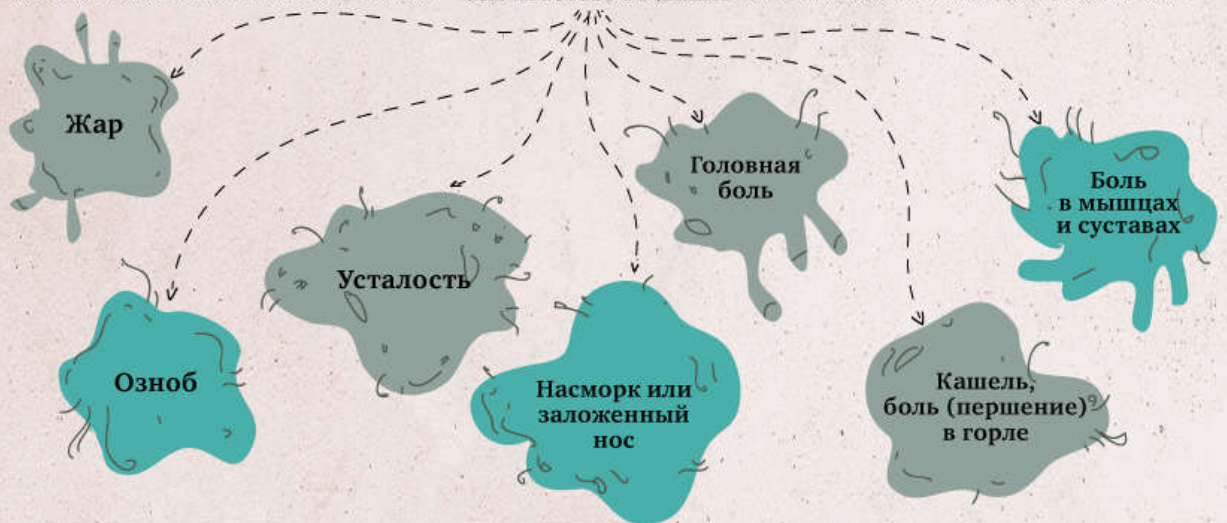 Жар
Головная
боль
Боль
в мышцах
и суставах
Усталость
Озноб
Насморк или
заложенный
нос
Кашель,
боль (першение)
в горле